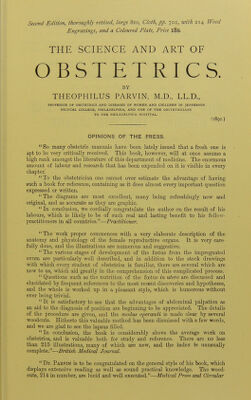 Second Edition, thoroughly revised, large 8vo, Cloth, pp. 701, with 214 Wood
Engravings, and a Coloured Plate, Price 18s.
THE SCIENCE AND ART OF
OBSTETRICS.
BY
THEOPHILUS PARVIN, M.D., LL.D.,
PROFESSOR OF OBSTETRICS AND DISEASES OF WOMEN AND CHILDREN IN JEFFERSON
MEDICAL COLLEGE, PHILADELPHIA, AND ONE OF THE OBSTETRICIANS
TO THE PHILADELPHIA HOSPITAL.
(1891.)
OPINIONS OF THE PRESS.
"So many obstetric manuals have been lately issued that a fresh one is
apt to be very critically received. This book, however, will at once assume a
high rank amongst the literature of this department of medicine. The enormous
amount of labour and research that has been expended on it is visible in every
chapter.
"To the obstetrician one cannot over estimate the advantage of having
such a book for reference, containing as it does almost every important question
expressed or written.
"The diagrams are most excellent, many being refreshingly new and
original, and as accurate as they are graphic.
"In conclusion, we cordially congratulate the author on the result of his
labours, which is likely to be of such real and lasting benefit to his fellow-
practitioners in all countries."—Practitioner.
"The work proper commences with a very elaborate description of the
anatomy and physiology of the female reproductive organs. It is very care-
fully done, and the illustrations are numerous and suggestive.
"The various stages of development of the fœtus from the impregnated
ovum are particularly well described, and in addition to the stock drawings
with which every student of midwifery is familiar, there are several which are
new to us, which aid greatly in the comprehension of this complicated process.
"Questions such as the nutrition of the fœtus in utero are discussed and
elucidated by frequent references to the most recent discoveries and hypotheses,
and the whole is worked up in a pleasant style, which is luminous without
ever being trivial.
"It is satisfactory to see that the advantages of abdominal palpation as
an aid to the diagnosis of position are beginning to be appreciated. The details
of the procedure are given, and the modus operandi is made clear by several
woodcuts. Hitherto this valuable method has been dismissed with a few words,
and we are glad to see the lapsus filled.
"In conclusion, the book is considerably above the average work on
obstetrics, and is valuable both for study and reference. There are no less
than 215 illustrations, many of which are new, and the index is unusually
complete."—British Medical Journal.
"DR. PARVIN is to be congratulated on the general style of his book, which
displays extensive reading as well as sound practical knowledge. The wood-
cuts, 214 in number, are lucid and well executed."—Medical Press and Circular